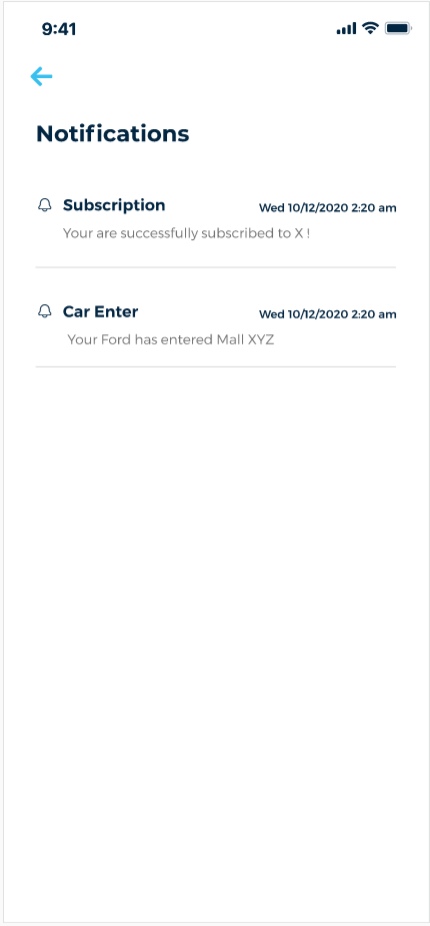 9:41
Notifications
Subscription Wed 10/12/2020 2:20 am
Your are successfully subscribed to X !
Car Enter Wed 10/12/2020 2:20 am
Your Ford has entered Mall XYZ